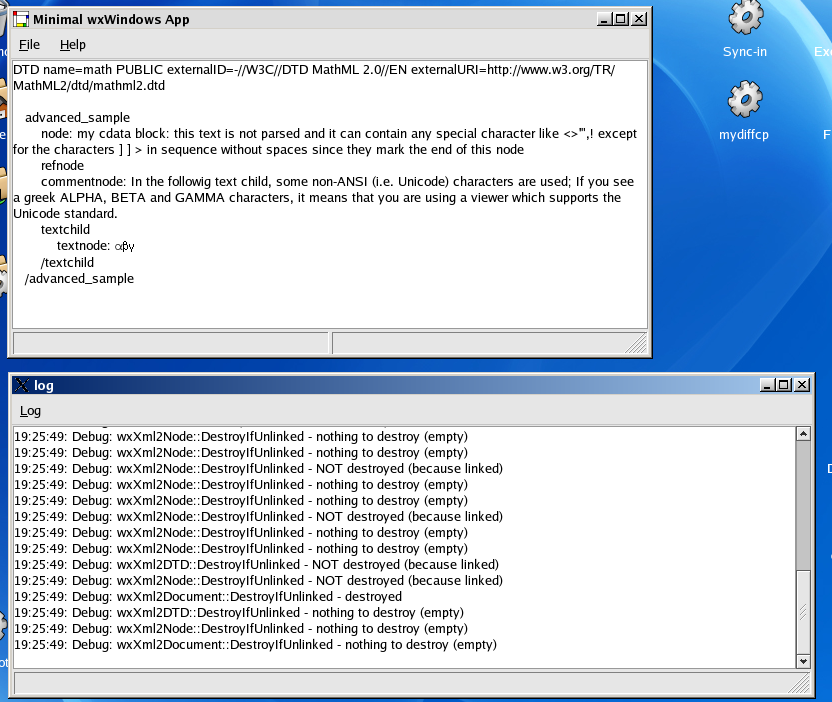 Minimal wxWindows App
File Help
DTD name=math PUBLIC externalID=-//W3C//DTD MathML 2.0//EN externalURI=http://www.w3.org/TR/
MathML2/dtd/mathml2.dtd
advanced_sample
node: my cdata block: this text is not parsed and it can contain any special character like <>"',! except
for the characters ] ] > in sequence without spaces since they mark the end of this node
refnode
commentnode: In the followig text child, some non-ANSI (i.e. Unicode) characters are used; If you see
a greek ALPHA, BETA and GAMMA characters, it means that you are using a viewer which supports the
Unicode standard.
textchild
textnode: αβγ
/textchild
/advanced_sample
Sync-in
mydiffcp
log
Log
19:25:49: Debug: wxXml2Node::DestroyIfUnlinked - nothing to destroy (empty)
19:25:49: Debug: wxXml2Node::DestroyIfUnlinked - nothing to destroy (empty)
19:25:49: Debug: wxXml2Node::DestroyIfUnlinked - NOT destroyed (because linked)
19:25:49: Debug: wxXml2Node::DestroyIfUnlinked - nothing to destroy (empty)
19:25:49: Debug: wxXml2Node::DestroyIfUnlinked - nothing to destroy (empty)
19:25:49: Debug: wxXml2Node::DestroyIfUnlinked - NOT destroyed (because linked)
19:25:49: Debug: wxXml2Node::DestroyIfUnlinked - nothing to destroy (empty)
19:25:49: Debug: wxXml2Node::DestroyIfUnlinked - nothing to destroy (empty)
19:25:49: Debug: wxXml2DTD::DestroyIfUnlinked - NOT destroyed (because linked)
19:25:49: Debug: wxXml2Node::DestroyIfUnlinked - NOT destroyed (because linked)
19:25:49: Debug: wxXml2Document::DestroyIfUnlinked - destroyed
19:25:49: Debug: wxXml2DTD::DestroyIfUnlinked - nothing to destroy (empty)
19:25:49: Debug: wxXml2Node::DestroyIfUnlinked - nothing to destroy (empty)
19:25:49: Debug: wxXml2Document::DestroyIfUnlinked - nothing to destroy (empty)